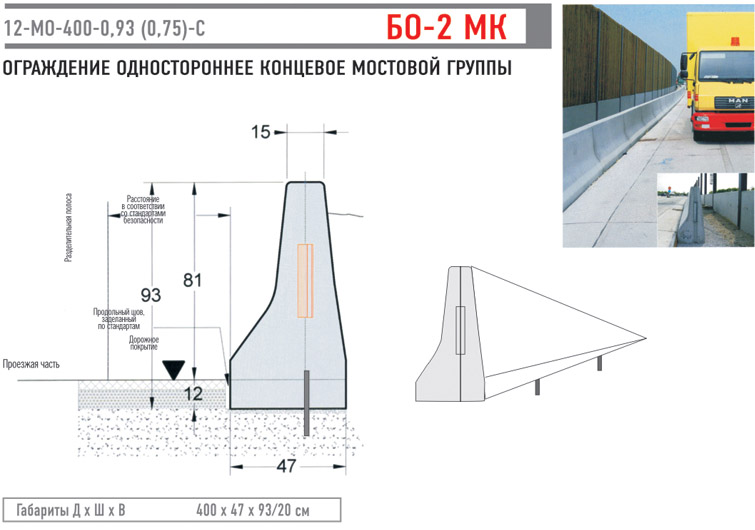 12-МО-400-0,93 (0,75)-С
БО-2 МК
ОГРАЖДЕНИЕ ОДНОСТОРОННЕЕ КОНЦЕВОЕ МОСТОВОЙ ГРУППЫ
15
Разделительная полоса
Расстояние
в соответствии
со стандартами
безопасности
93
81
Продольный шов,
заделанный
по стандартам
Дорожное
покрытие
Проезжая часть
12
47
MAN
Габариты Д х Ш х В
400 х 47 х 93/20 см